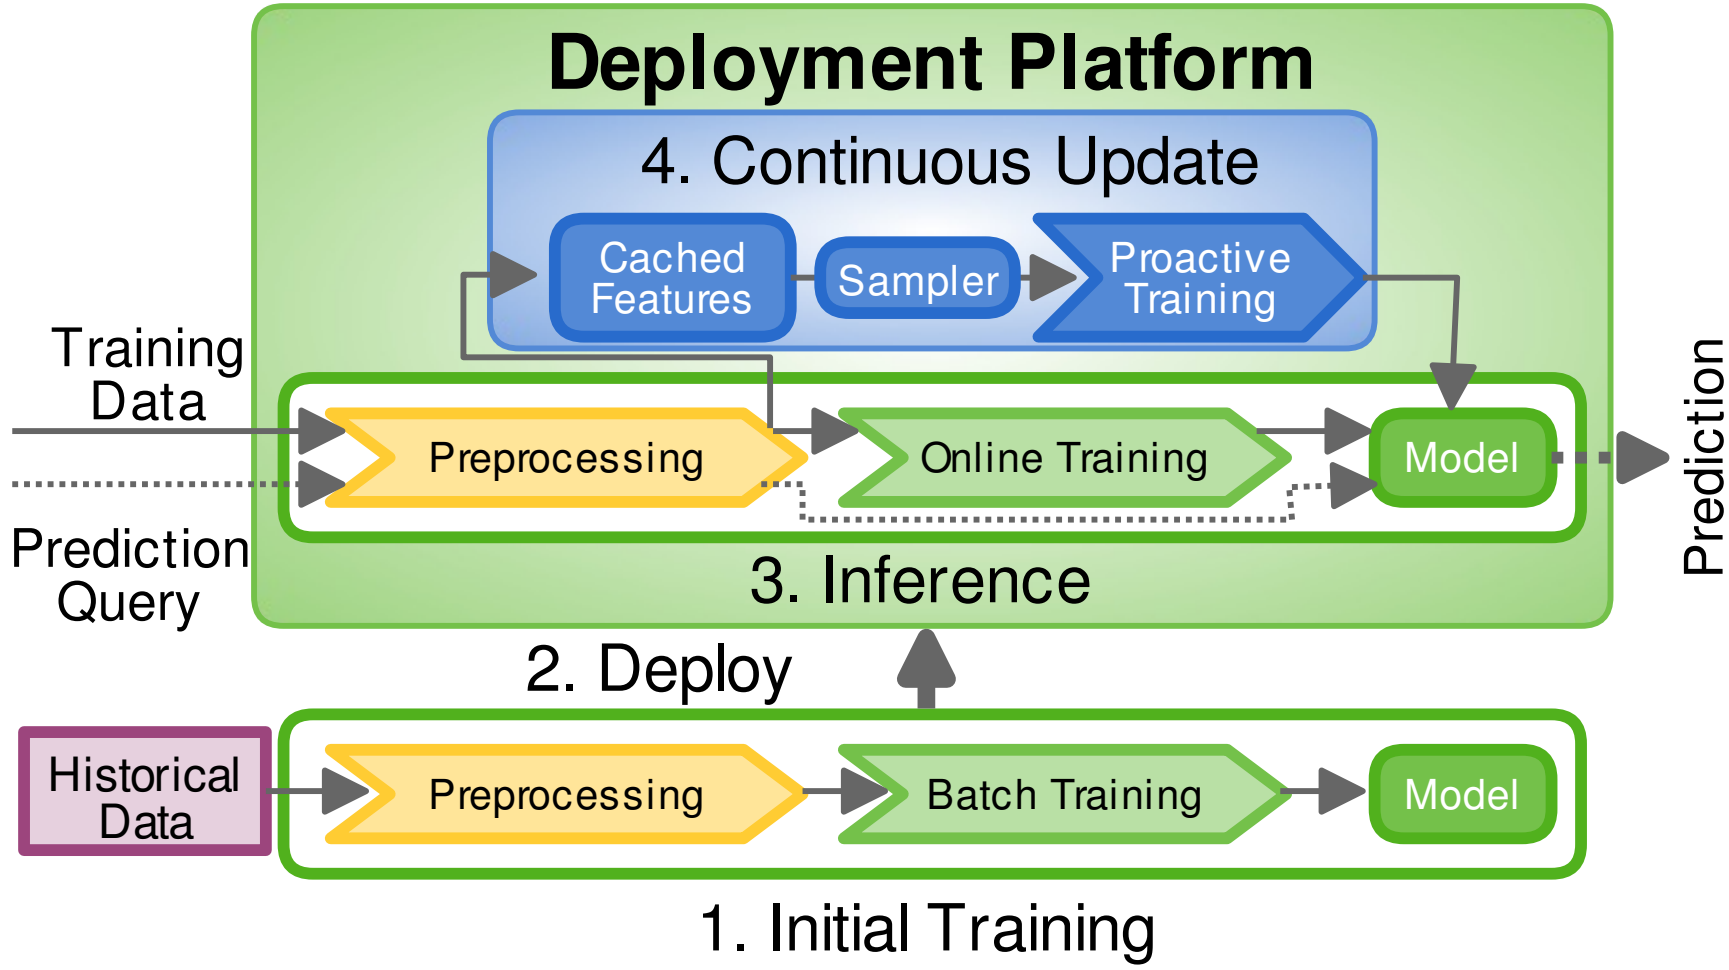 Deployment Platform
4. Continuous Update
Cached
Features
Sampler
Proactive
Training
Training
Data
Preprocessing
Online Training
Model
Prediction
Prediction
Query
3. Inference
2. Deploy
Historical
Data
Preprocessing
Batch Training
Model
1. Initial Training